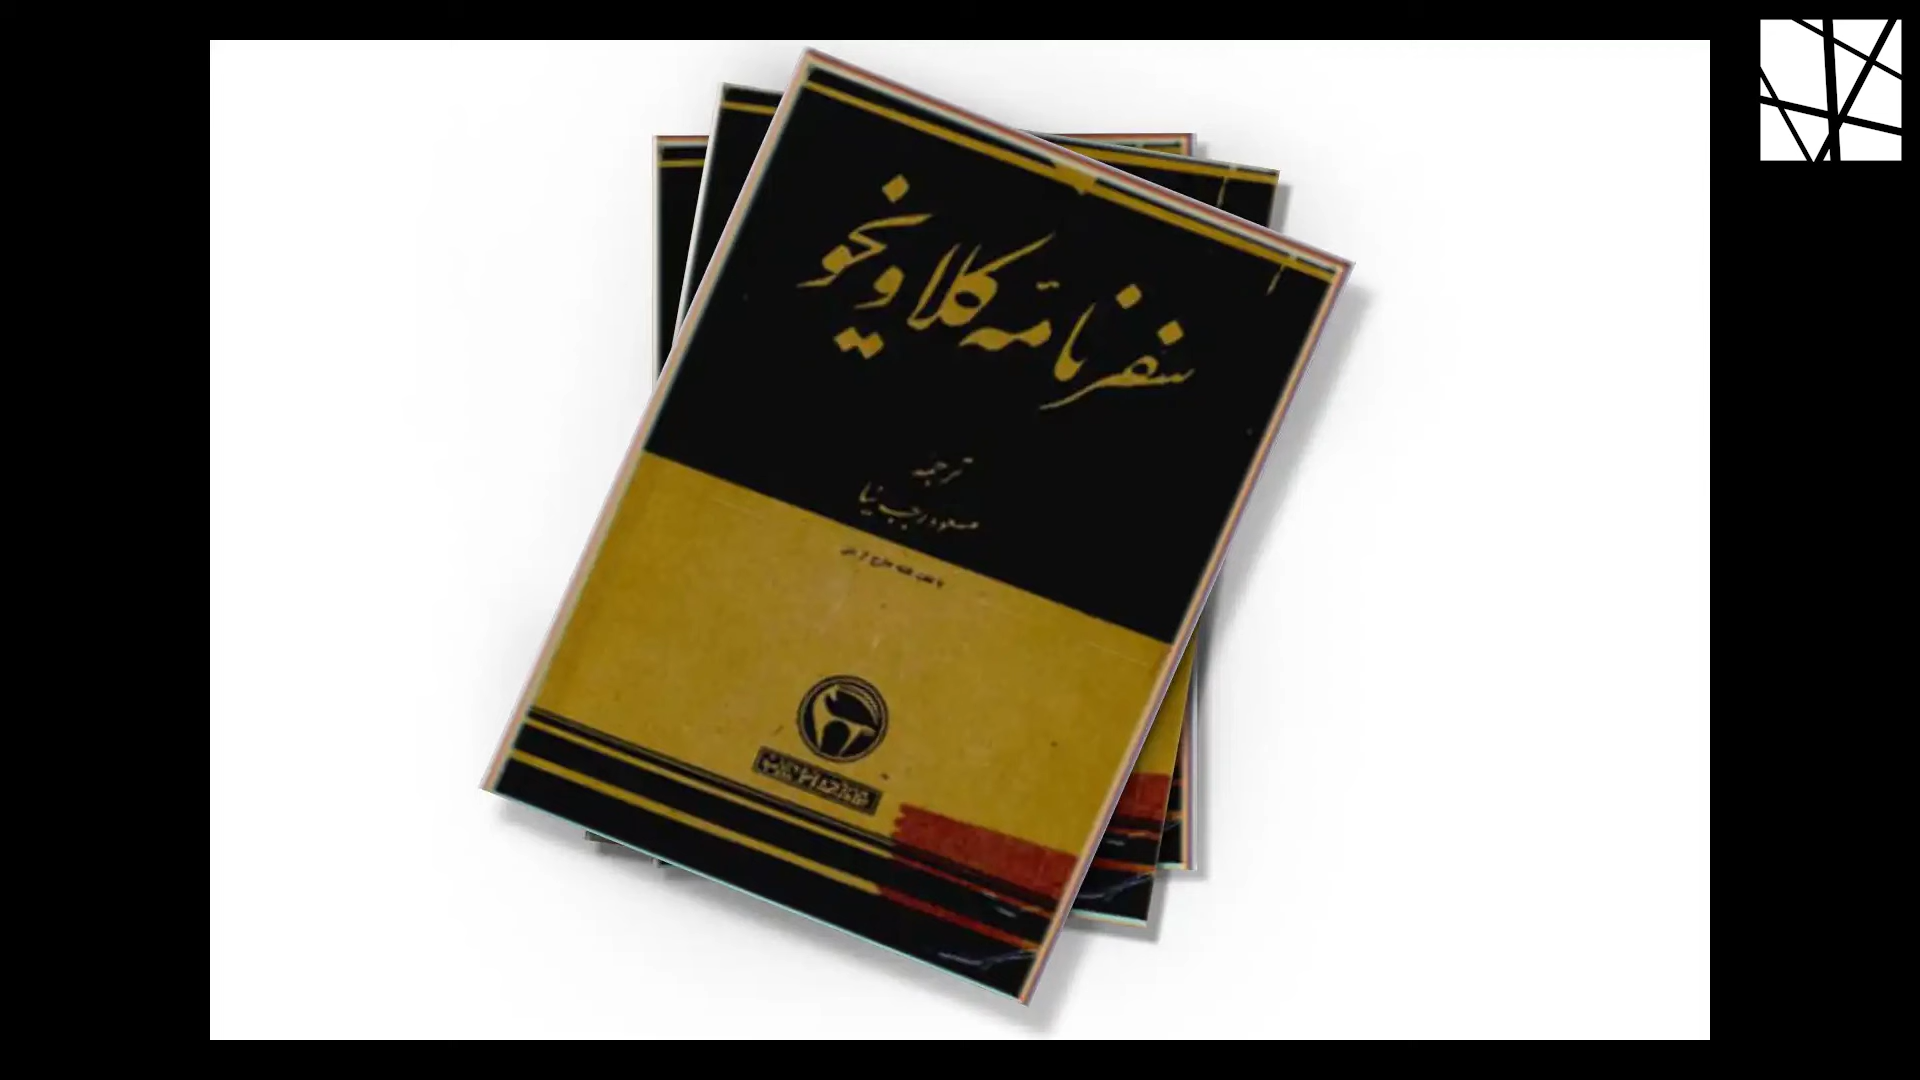 سفرنامهٔ کلاویخو
ترجمه
مسعود رجب نیا